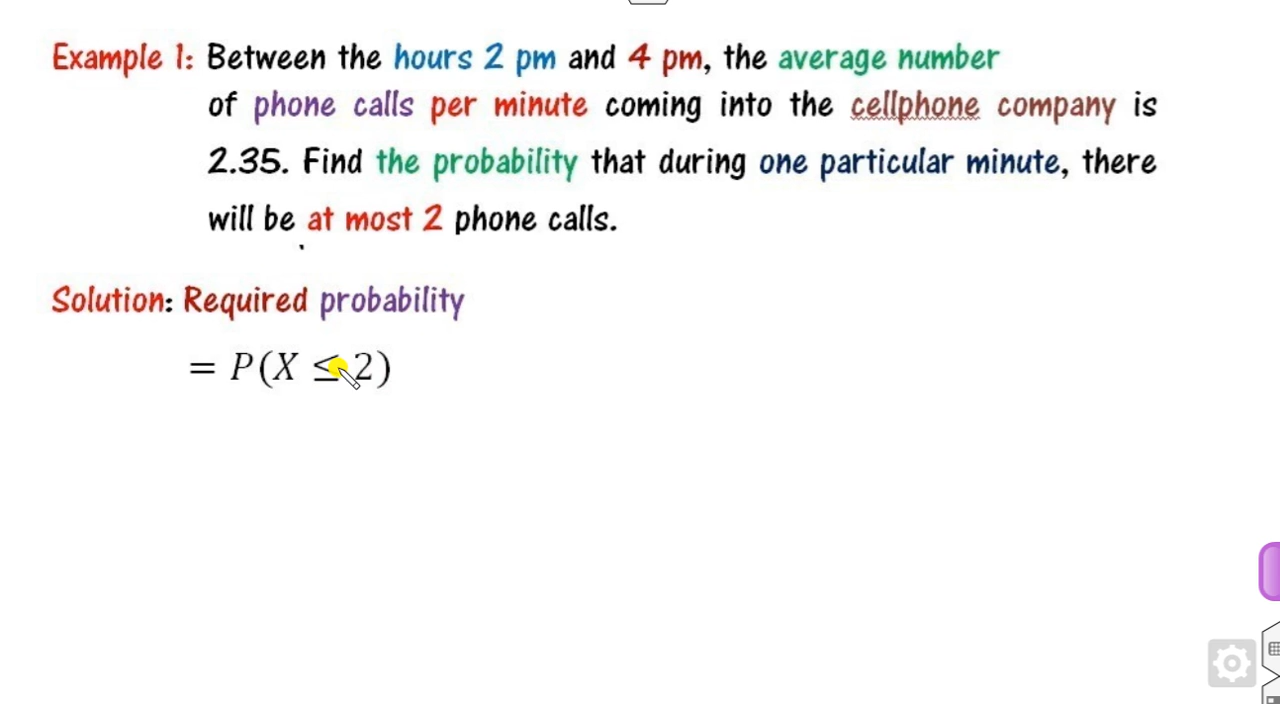 Example 1: Between the hours 2 pm and 4 pm, the average number
of phone calls per minute coming into the cellphone company is
2.35. Find the probability that during one particular minute, there
will be at most 2 phone calls.
Solution: Required probability
= P(X ≤ 2)